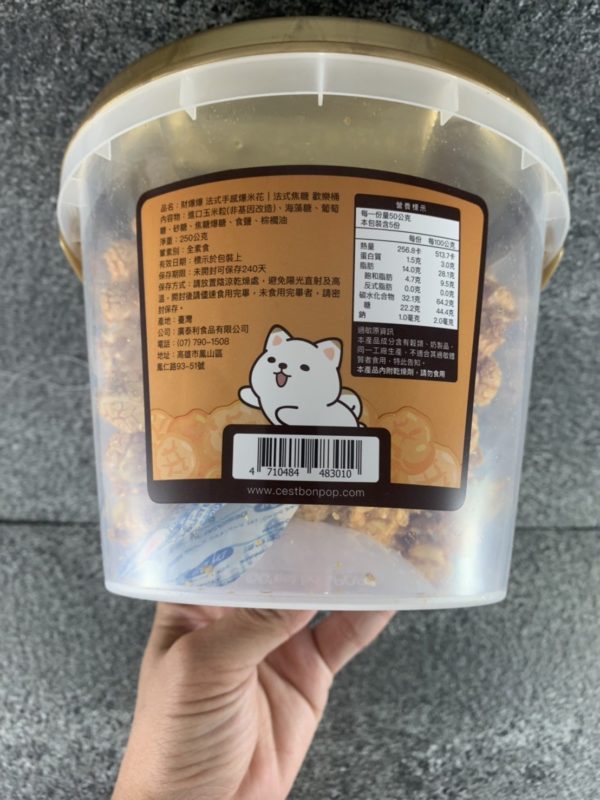 品名：財爆爆 法式手感爆米花｜法式焦糖 歡樂桶
內容物：進口玉米粒(非基因改造)、海藻糖、葡萄
糖、砂糖、焦糖爆醣、食鹽、棕櫚油
淨重：250公克
葷素別：全素食
有效日期：標示於包裝上
保存期限：未開封可保存240天
保存方式：請放置陰涼乾燥處，避免陽光直射及高
溫，開封後請儘速食用完畢，未食用完畢者，請密
封保存。
產地：臺灣
公司：廣泰利食品有限公司
電話：(07) 790-1508
地址：高雄市鳳山區
鳳仁路93-51號
營養標示
每一份量50公克
本包裝含5份
每份 每100公克
熱量 256.8卡 513.7卡
蛋白質 1.5克 3.0克
脂肪 14.0克 28.1克
飽和脂肪 4.7克 9.5克
反式脂肪 0.0克 0.0克
碳水化合物 32.1克 64.2克
糖 22.2克 44.4克
鈉 1.0毫克 2.0毫克
過敏原資訊
本產品成分含有穀類、奶製品，
同一工廠生產，不適合其過敏體
質者食用，特此告知。
本產品內附乾燥劑，請勿食用
4 710484 483010
www.cestbonpop.com